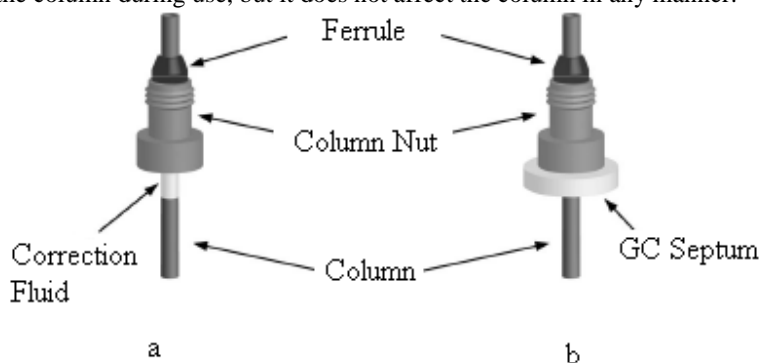 the column during use, but it does not affect the column in any manner.
Ferrule
Column Nut
Correction
Fluid
GC Septum
Column
a
b